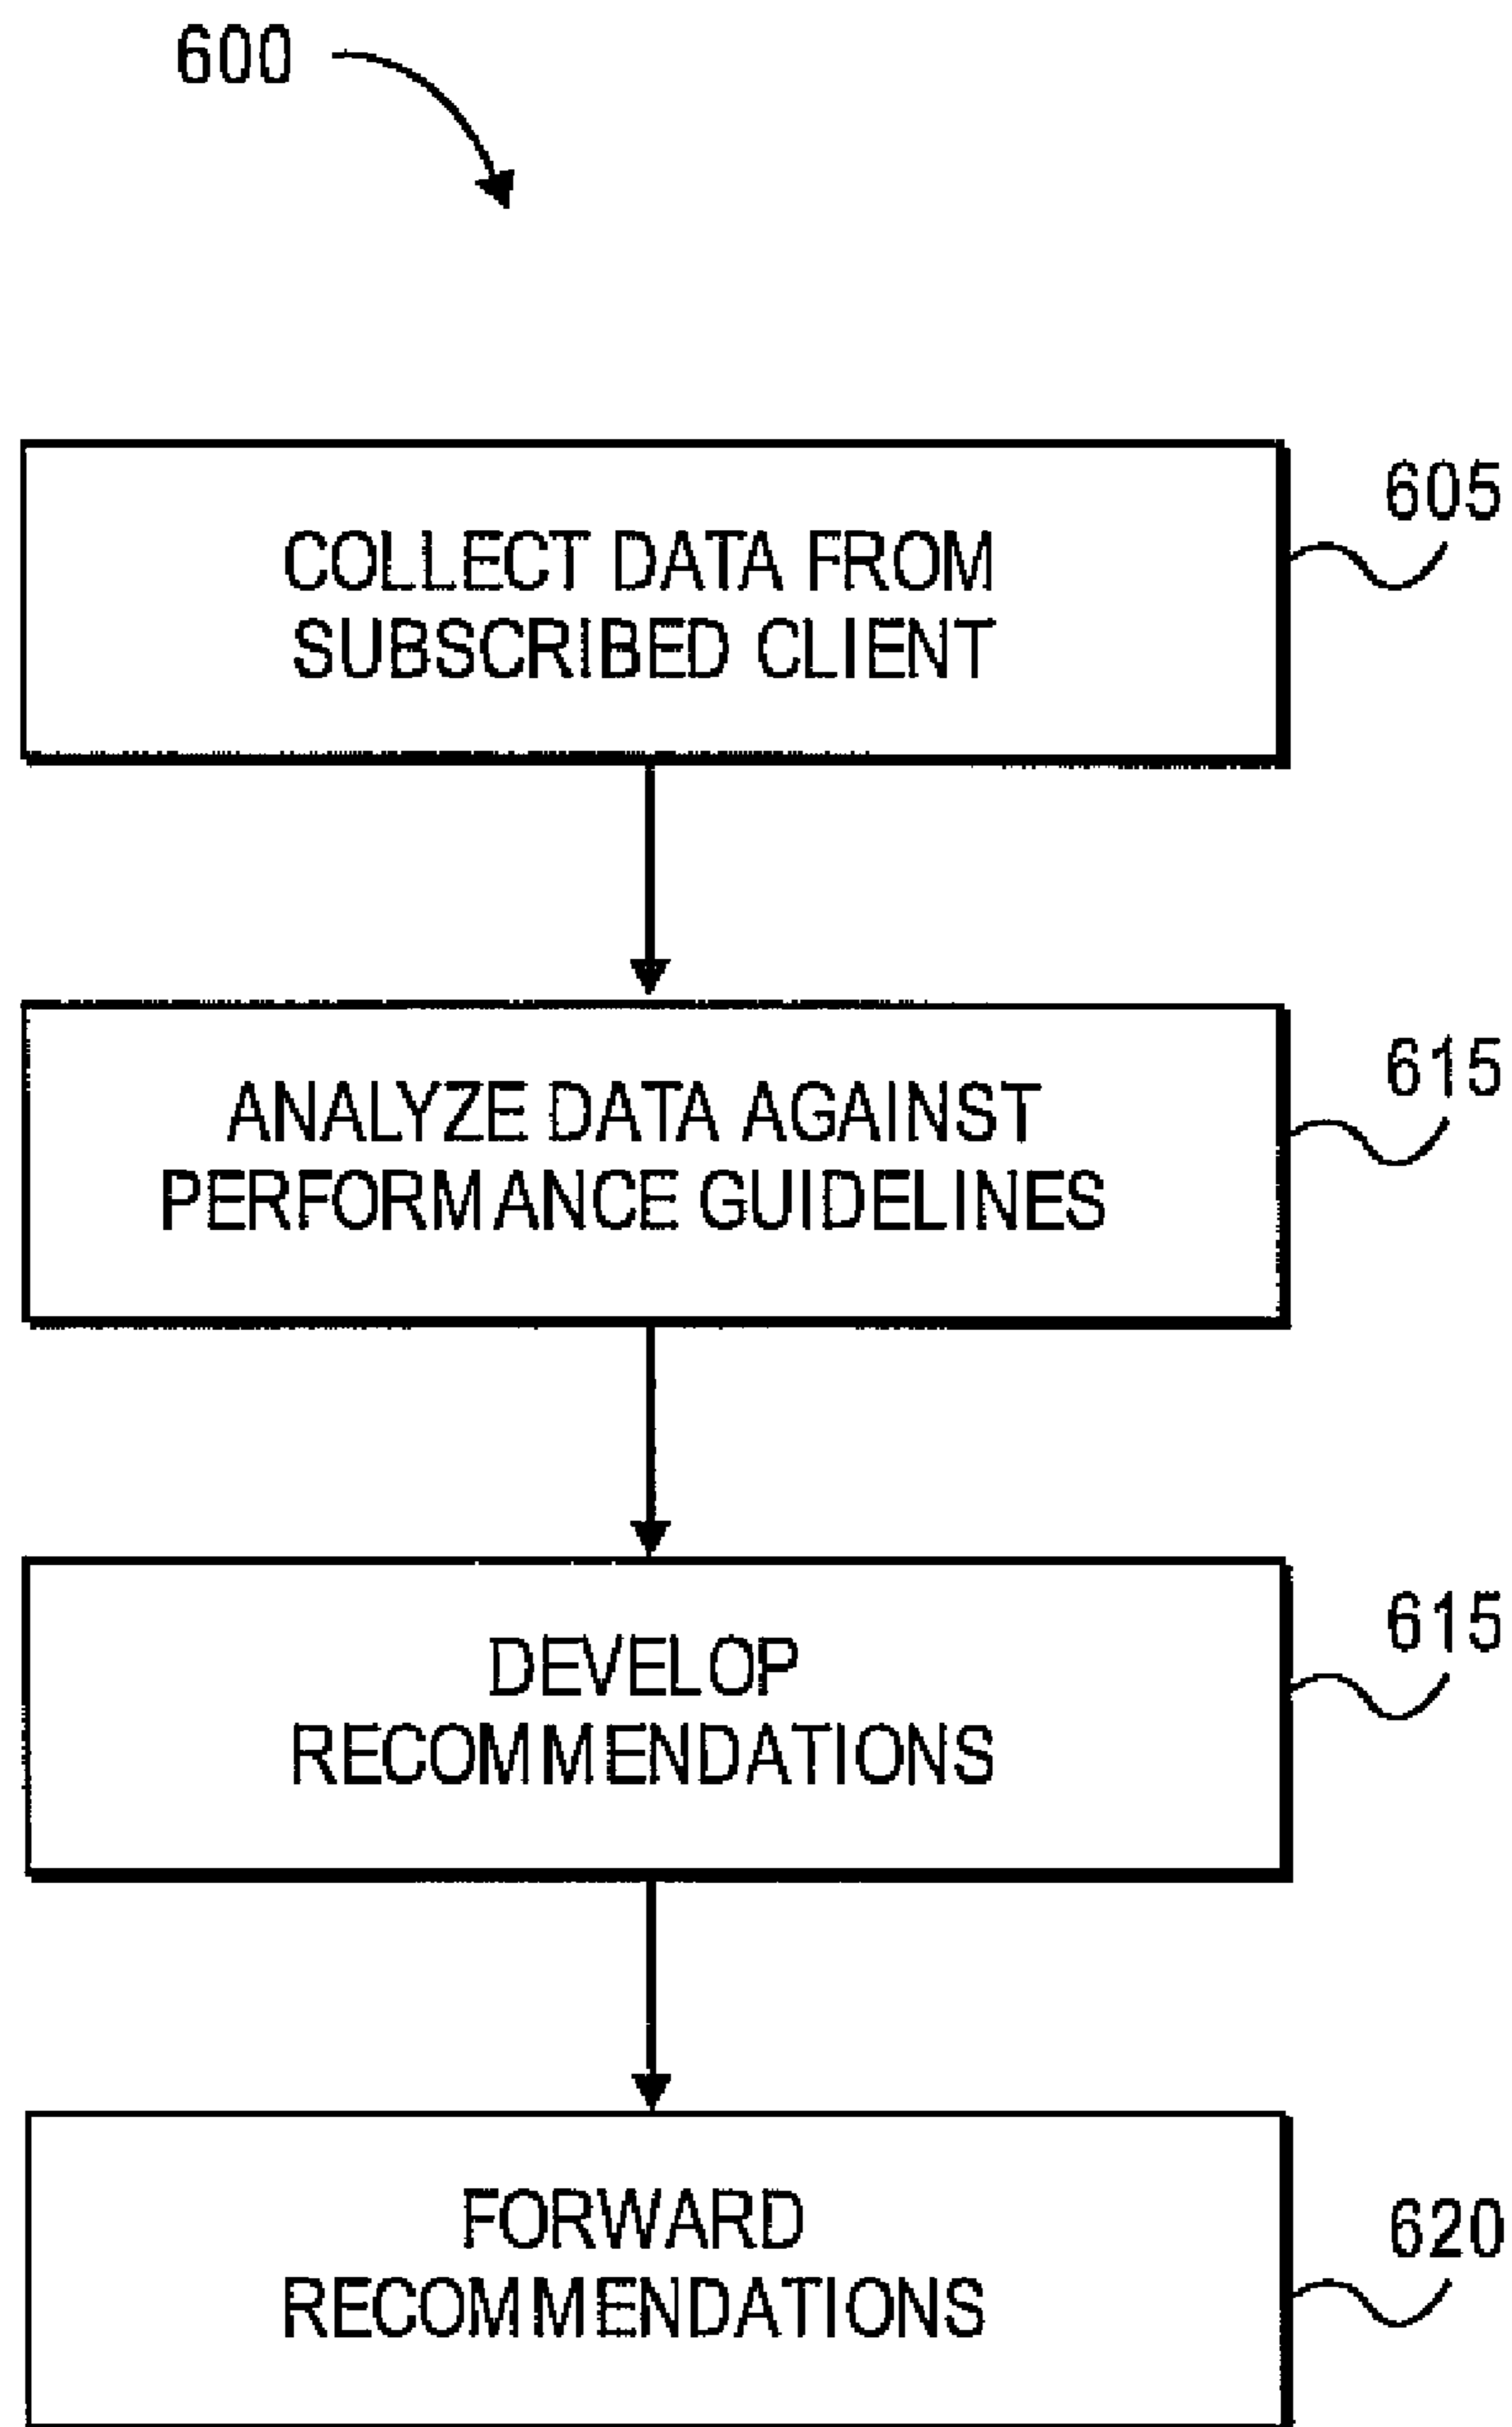 600
COLLECT DATA FROM
SUBSCRIBED CLIENT
605
ANALYZE DATA AGAINST
PERFORMANCE GUIDELINES
615
DEVELOP
RECOMMENDATIONS
615
FORWARD
RECOMMENDATIONS
620